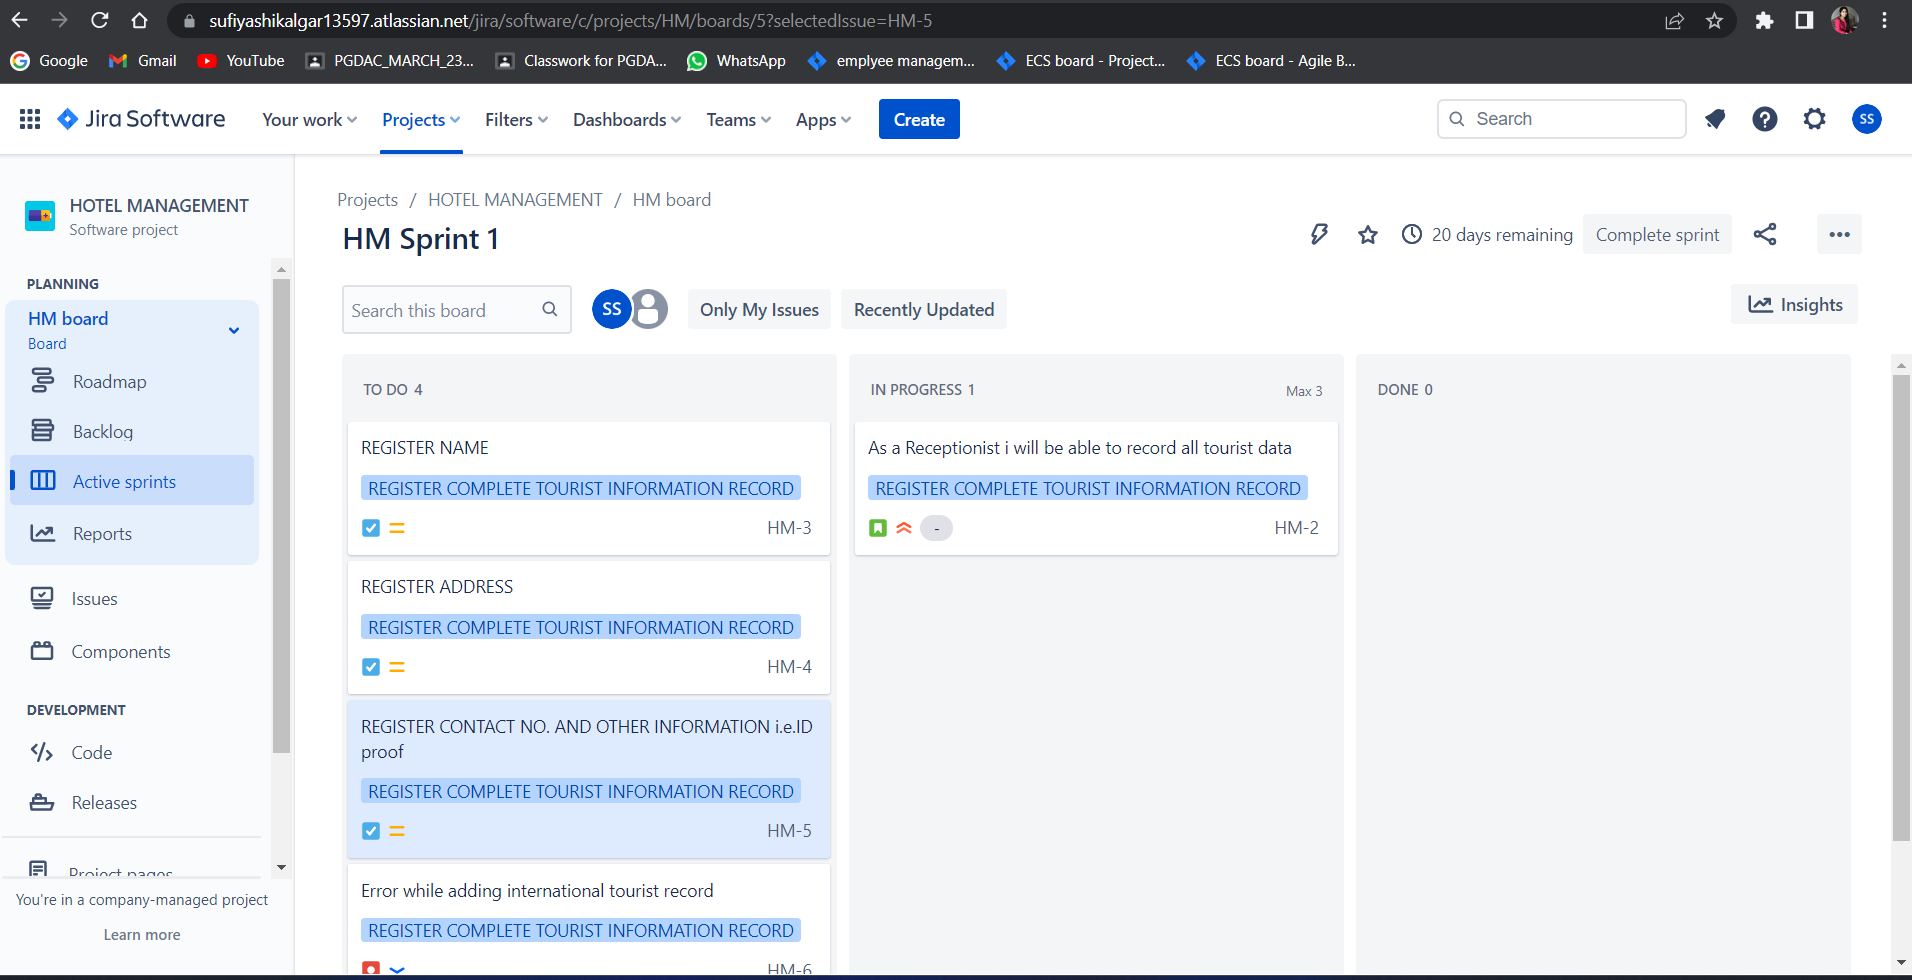 sufiyashikalgar13597.atlassian.net/jira/software/c/projects/HM/boards/5?selectedIssue=HM-5
Google Gmail YouTube PGDAC_MARCH_23... Classwork for PGDA... WhatsApp emplyee managem... ECS board - Project... ECS board - Agile B...
Jira Software Your work Projects Filters Dashboards Teams Apps Create Search SS
HOTEL MANAGEMENT
Software project
PLANNING
HM board
Board
Roadmap
Backlog
Active sprints
Reports
Issues
Components
DEVELOPMENT
Code
Releases
Project pages
You're in a company-managed project
Learn more
Projects / HOTEL MANAGEMENT / HM board
HM Sprint 1
20 days remaining Complete sprint
Search this board SS Only My Issues Recently Updated Insights
TO DO 4
REGISTER NAME
REGISTER COMPLETE TOURIST INFORMATION RECORD
HM-3
REGISTER ADDRESS
REGISTER COMPLETE TOURIST INFORMATION RECORD
HM-4
REGISTER CONTACT NO. AND OTHER INFORMATION i.e.ID
proof
REGISTER COMPLETE TOURIST INFORMATION RECORD
HM-5
Error while adding international tourist record
REGISTER COMPLETE TOURIST INFORMATION RECORD
HM-6
IN PROGRESS 1 Max 3
As a Receptionist i will be able to record all tourist data
REGISTER COMPLETE TOURIST INFORMATION RECORD
- HM-2
DONE 0